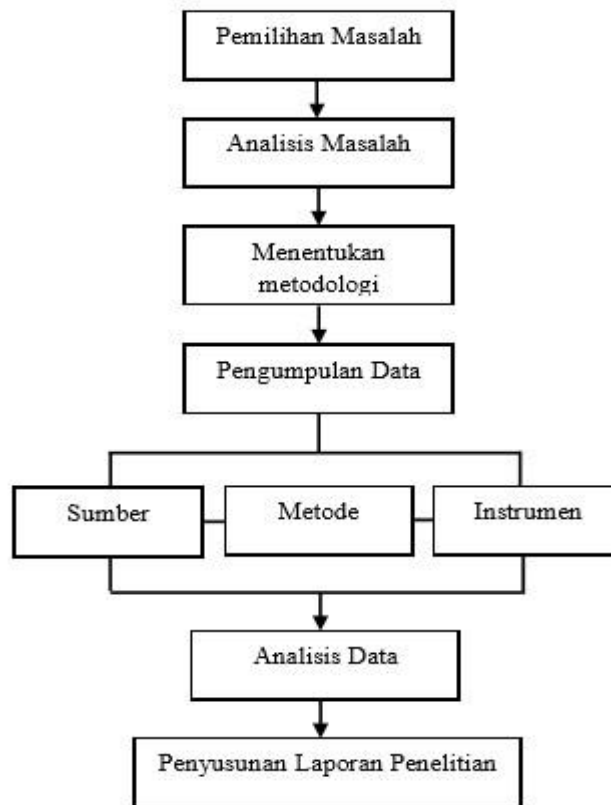 Pemilihan Masalah
Analisis Masalah
Menentukan
metodologi
Pengumpulan Data
Sumber
Metode
Instrumen
Analisis Data
Penyusunan Laporan Penelitian